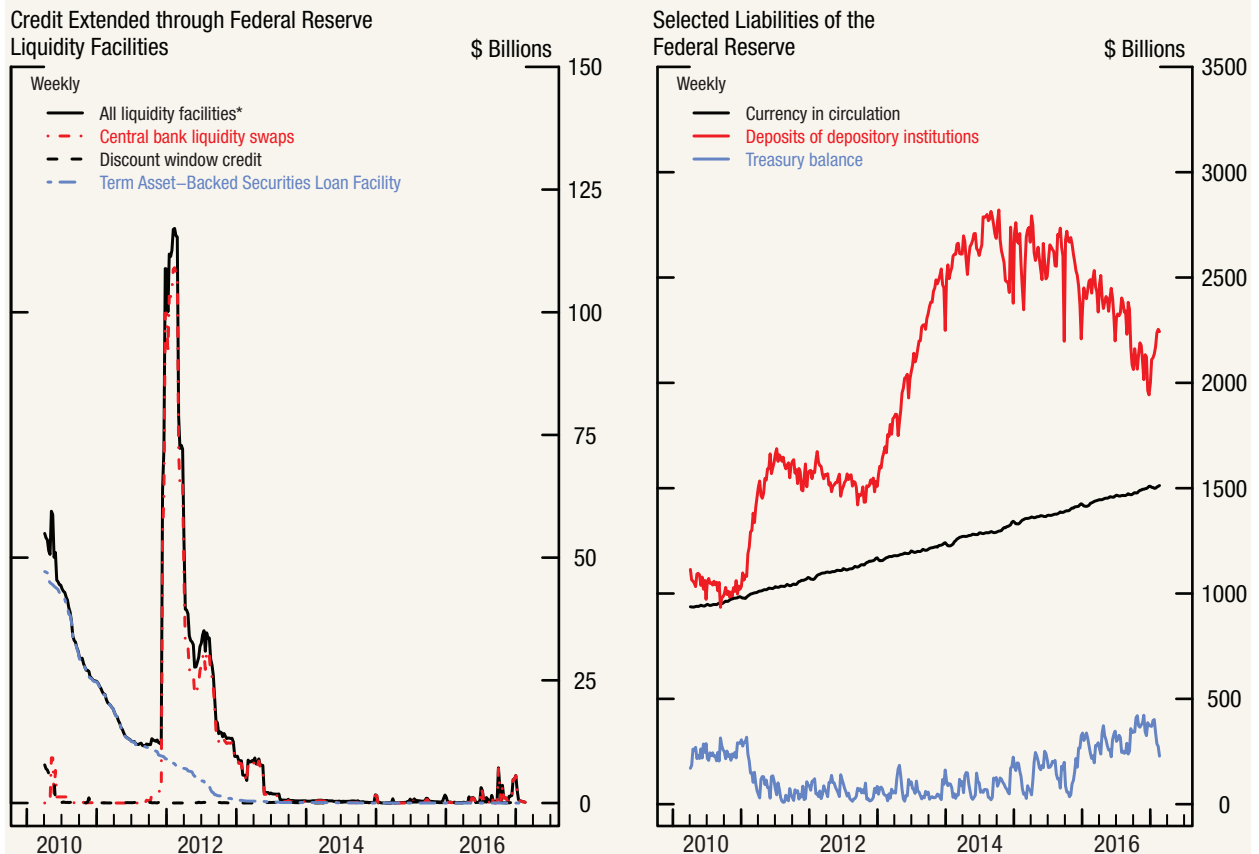 Credit Extended through Federal Reserve
Liquidity Facilities
$ Billions
Weekly
All liquidity facilities*
Central bank liquidity swaps
Discount window credit
Term Asset–Backed Securities Loan Facility
150
125
100
75
50
25
0
2010
2012
2014
2016
Selected Liabilities of the
Federal Reserve
$ Billions
Weekly
Currency in circulation
Deposits of depository institutions
Treasury balance
3500
3000
2500
2000
1500
1000
500
0
2010
2012
2014
2016